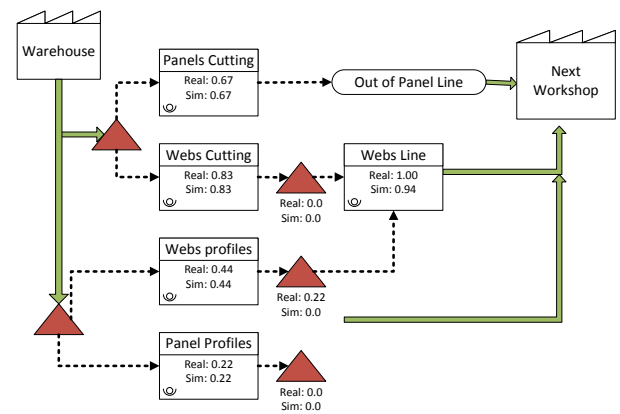 Warehouse
Panels Cutting
Real: 0.67
Sim: 0.67
Out of Panel Line
Next
Workshop
Webs Cutting
Real: 0.83
Sim: 0.83
Real: 0.0
Sim: 0.0
Webs Line
Real: 1.00
Sim: 0.94
Webs profiles
Real: 0.44
Sim: 0.44
Real: 0.22
Sim: 0.0
Panel Profiles
Real: 0.22
Sim: 0.22
Real: 0.0
Sim: 0.0